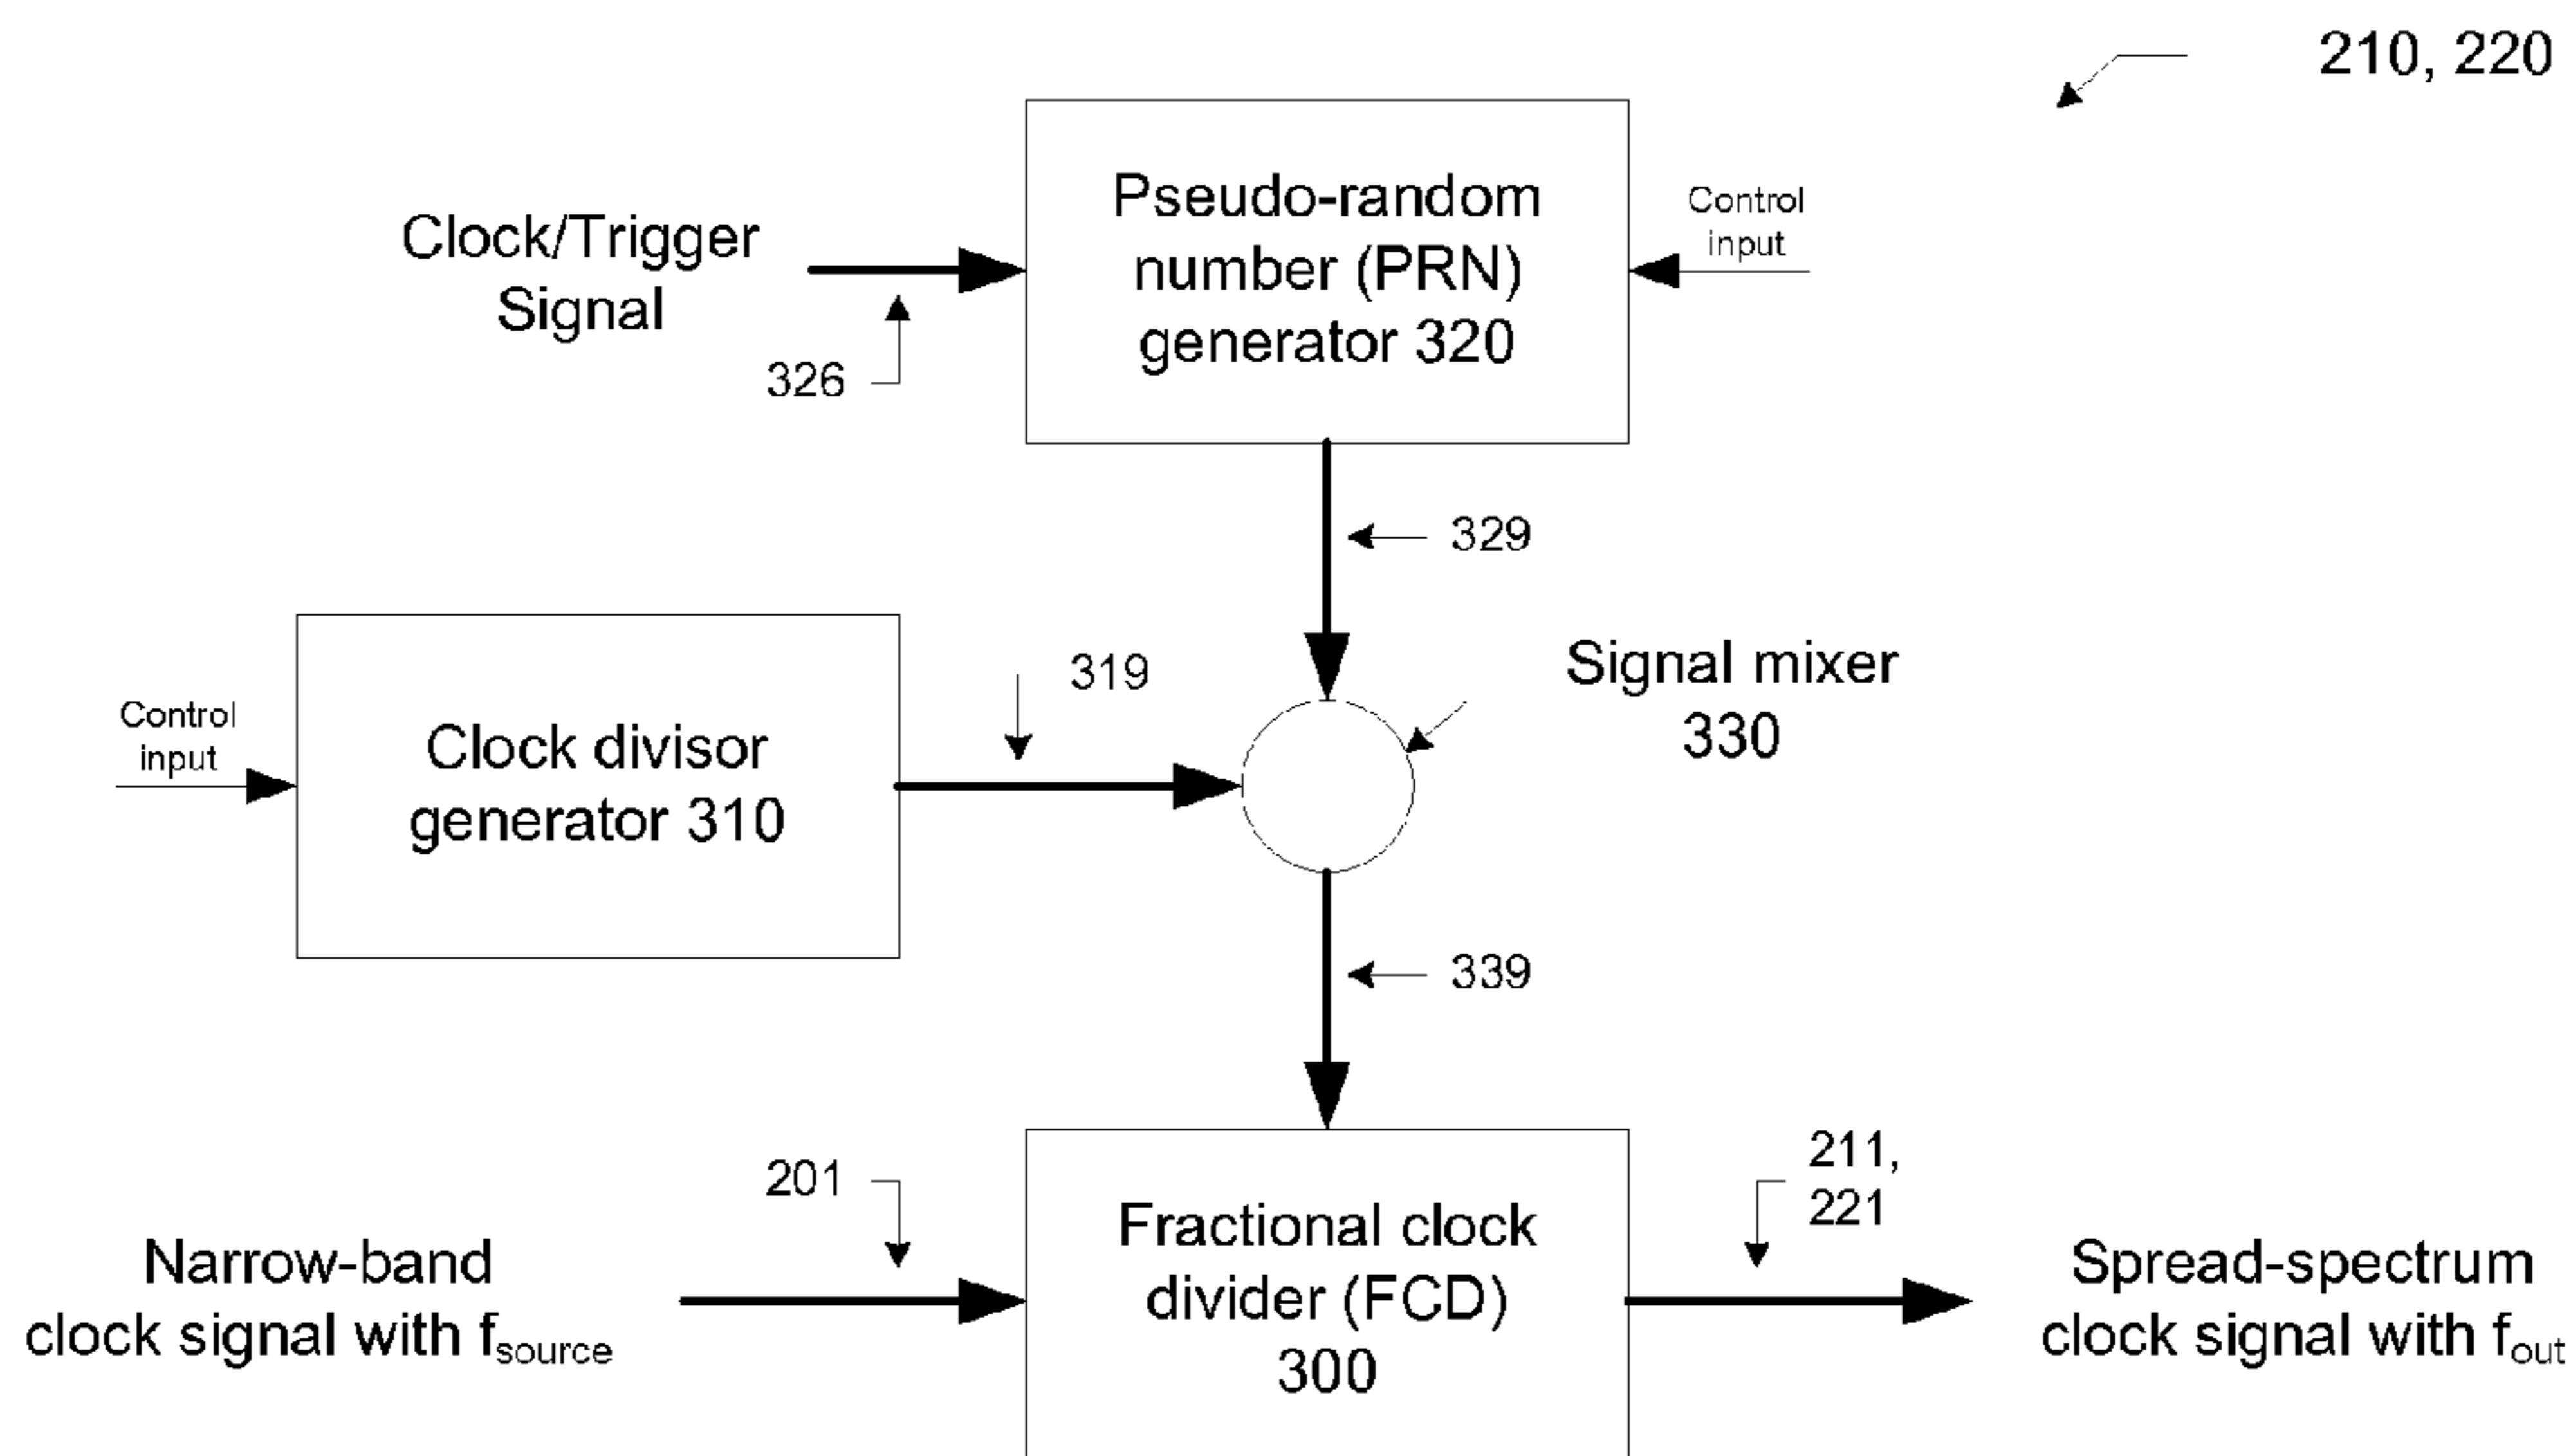 210, 220
Pseudo-random
number (PRN)
generator 320
Clock/Trigger
Signal
Control
input
326
329
Signal mixer
330
319
Control
input
Clock divisor
generator 310
339
201
211,
221
Fractional clock
divider (FCD)
300
Narrow-band
clock signal with fsource
Spread-spectrum
clock signal with fout